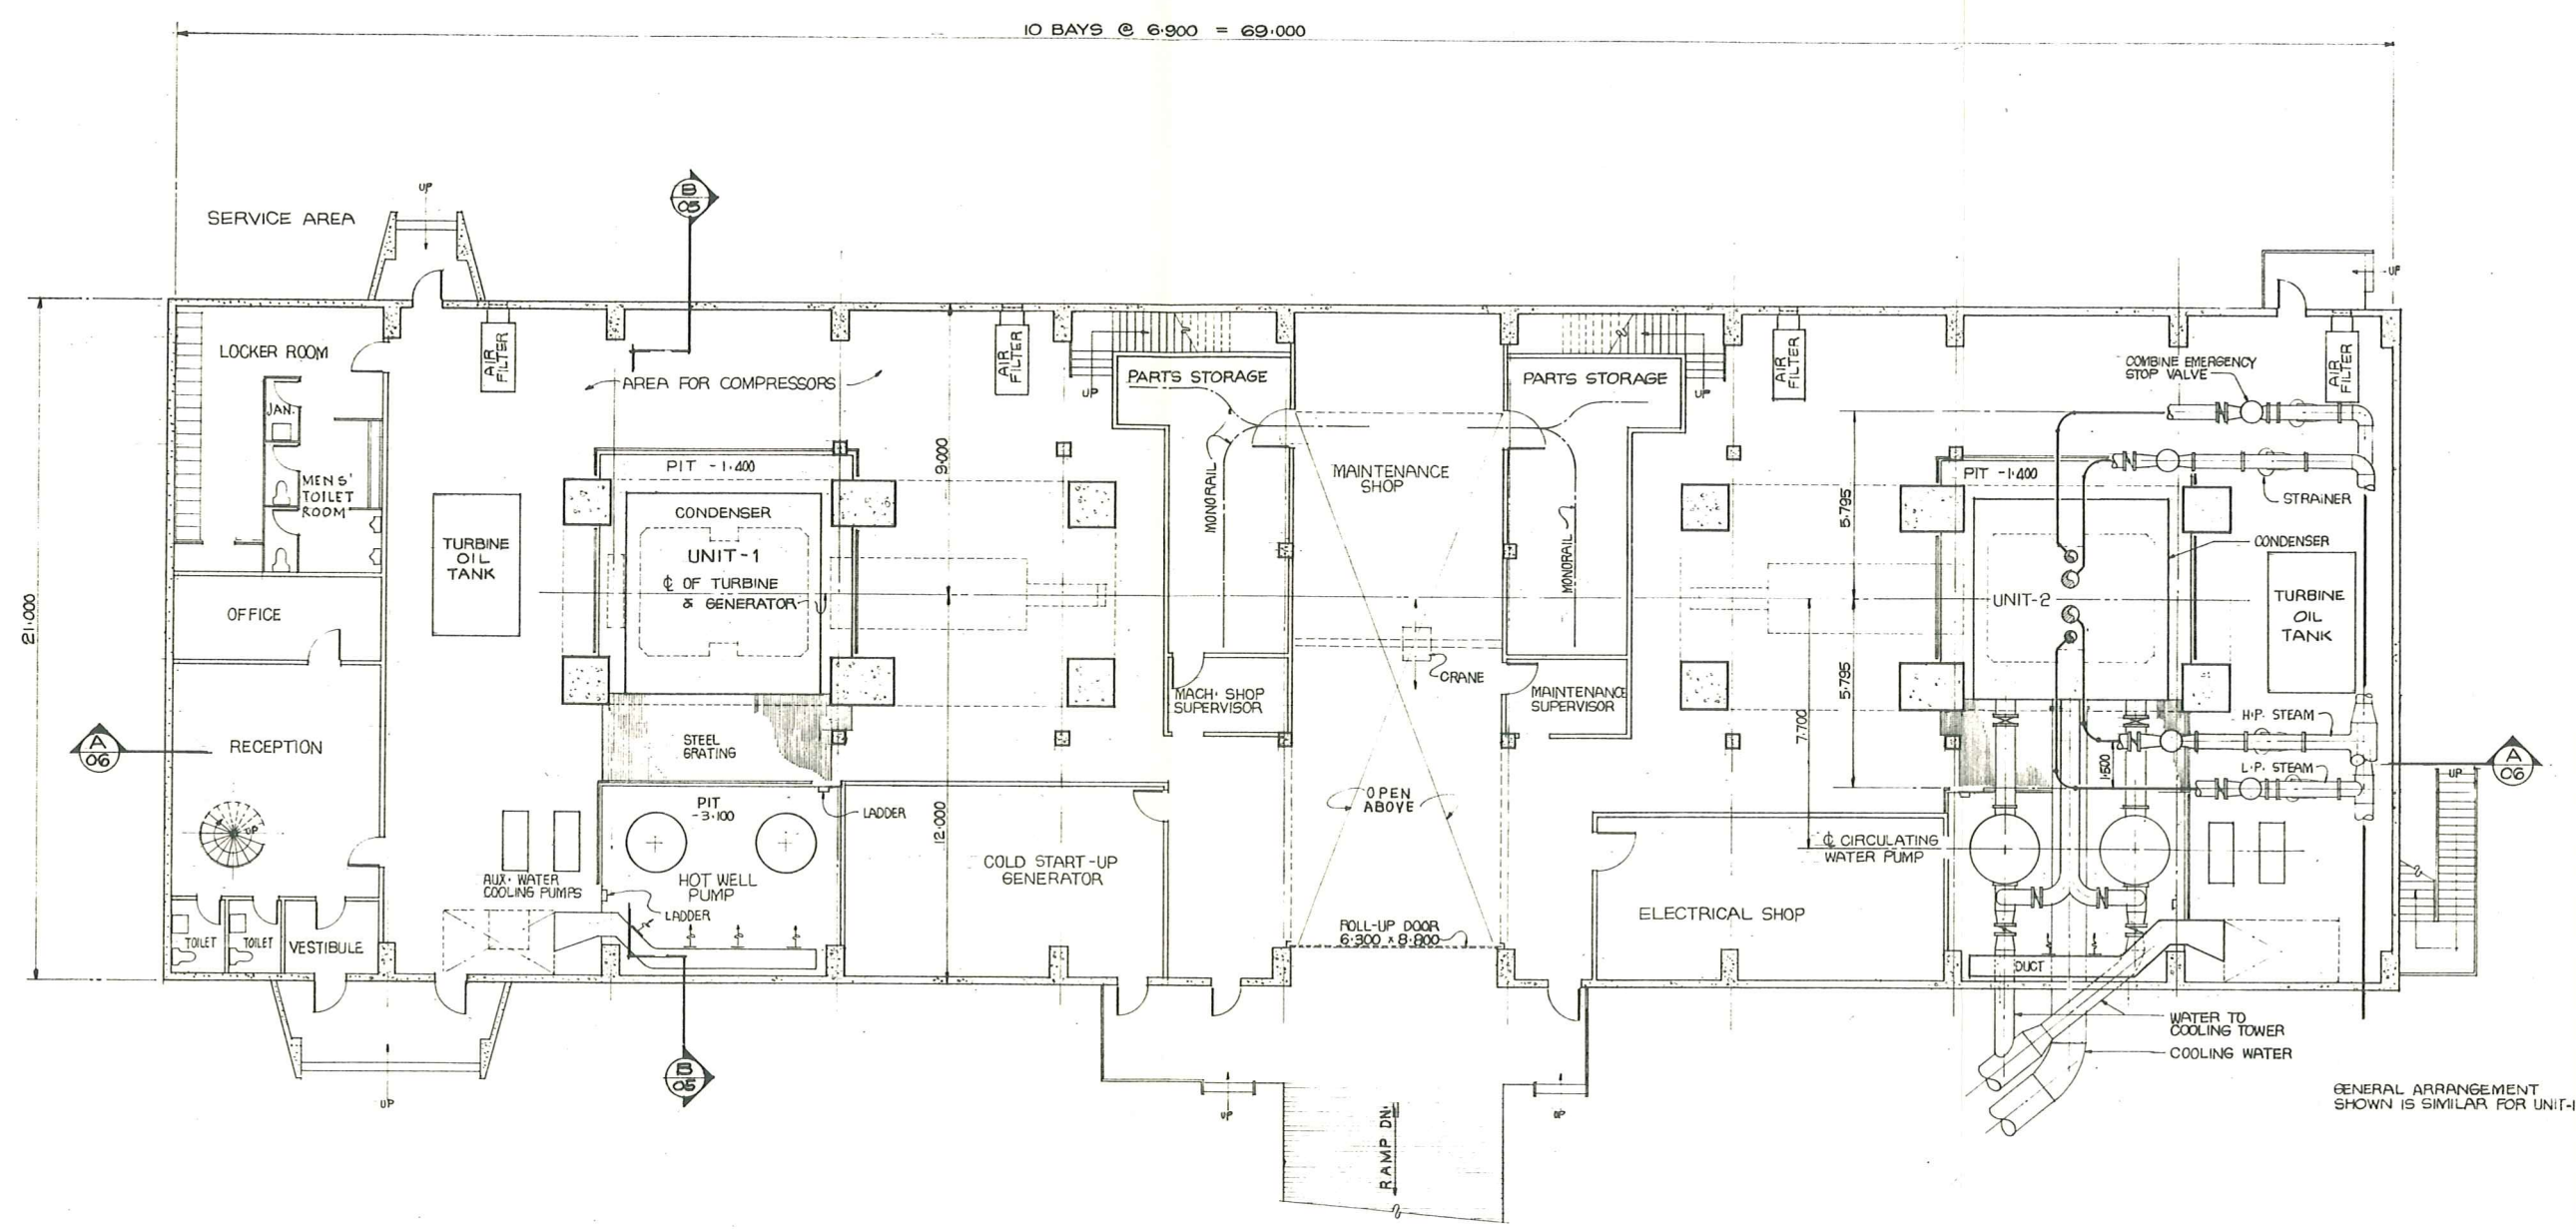 10 BAYS @ 6·900 = 69·000
SERVICE AREA
UP
B
05
UP
21·000
LOCKER ROOM
JAN.
MENS'
TOILET
ROOM
OFFICE
RECEPTION
UP
TOILET
TOILET
VESTIBULE
UP
A
06
AIR
FILTER
AREA FOR COMPRESSORS
PIT -1·400
CONDENSER
UNIT-1
℄ OF TURBINE
& GENERATOR
TURBINE
OIL
TANK
STEEL
GRATING
PIT
-3·100
LADDER
HOT WELL
PUMP
LADDER
AUX· WATER
COOLING PUMPS
B
05
9·000
12·000
AIR
FILTER
COLD START-UP
GENERATOR
UP
PARTS STORAGE
MONORAIL
MACH· SHOP
SUPERVISOR
MAINTENANCE
SHOP
CRANE
OPEN
ABOVE
ROLL-UP DOOR
6·300 x 8·800
UP
RAMP DN·
UP
PARTS STORAGE
UP
MONORAIL
MAINTENANCE
SUPERVISOR
ELECTRICAL SHOP
AIR
FILTER
5·795
5·795
7·700
℄ CIRCULATING
WATER PUMP
COMBINE EMERGENCY
STOP VALVE
AIR
FILTER
PIT -1·400
STRAINER
CONDENSER
UNIT-2
TURBINE
OIL
TANK
H·P. STEAM
L·P. STEAM
1·500
DUCT
A
06
UP
WATER TO
COOLING TOWER
COOLING WATER
GENERAL ARRANGEMENT
SHOWN IS SIMILAR FOR UNIT-1